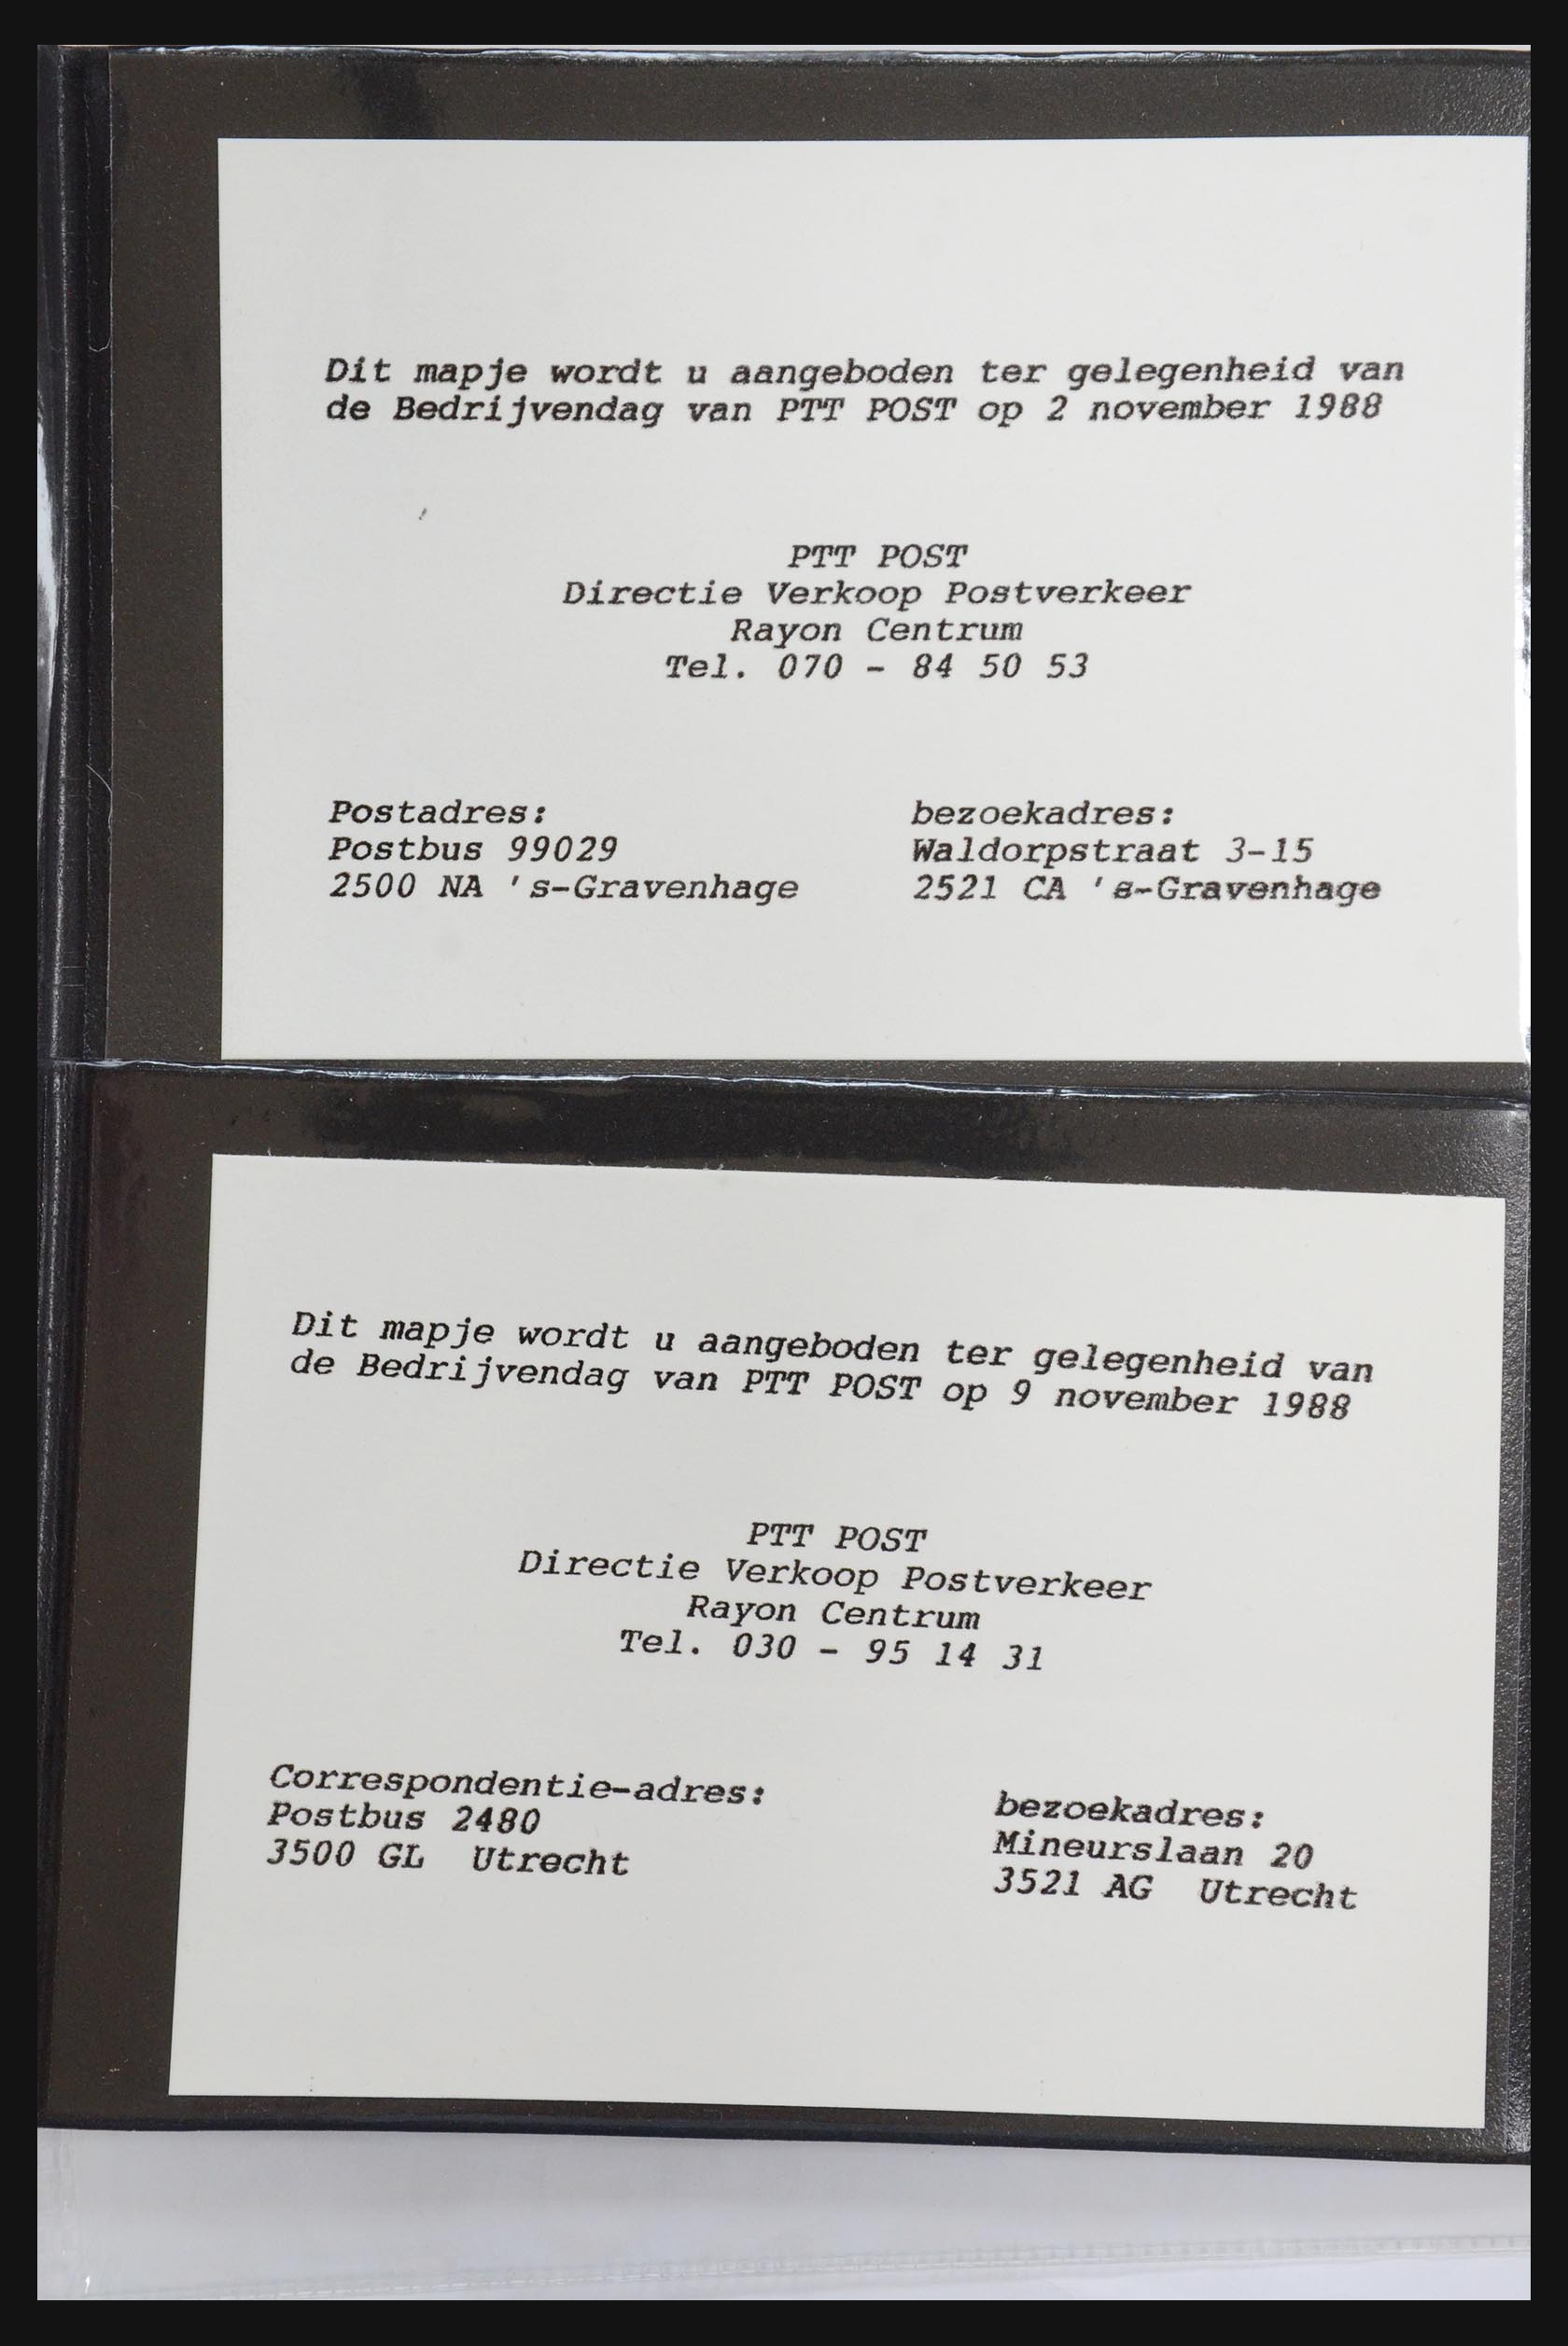 Dit mapje wordt u aangeboden ter gelegenheid van
de Bedrijvendag van PTT POST op 2 november 1988
PTT POST
Directie Verkoop Postverkeer
Rayon Centrum
Tel. 070 - 84 50 53
Postadres:
Postbus 99029
2500 NA 's-Gravenhage
bezoekadres:
Waldorpstraat 3-15
2521 CA 's-Gravenhage
Dit mapje wordt u aangeboden ter gelegenheid van
de Bedrijvendag van PTT POST op 9 november 1988
PTT POST
Directie Verkoop Postverkeer
Rayon Centrum
Tel. 030 - 95 14 31
Correspondentie-adres:
Postbus 2480
3500 GL Utrecht
bezoekadres:
Mineurslaan 20
3521 AG Utrecht